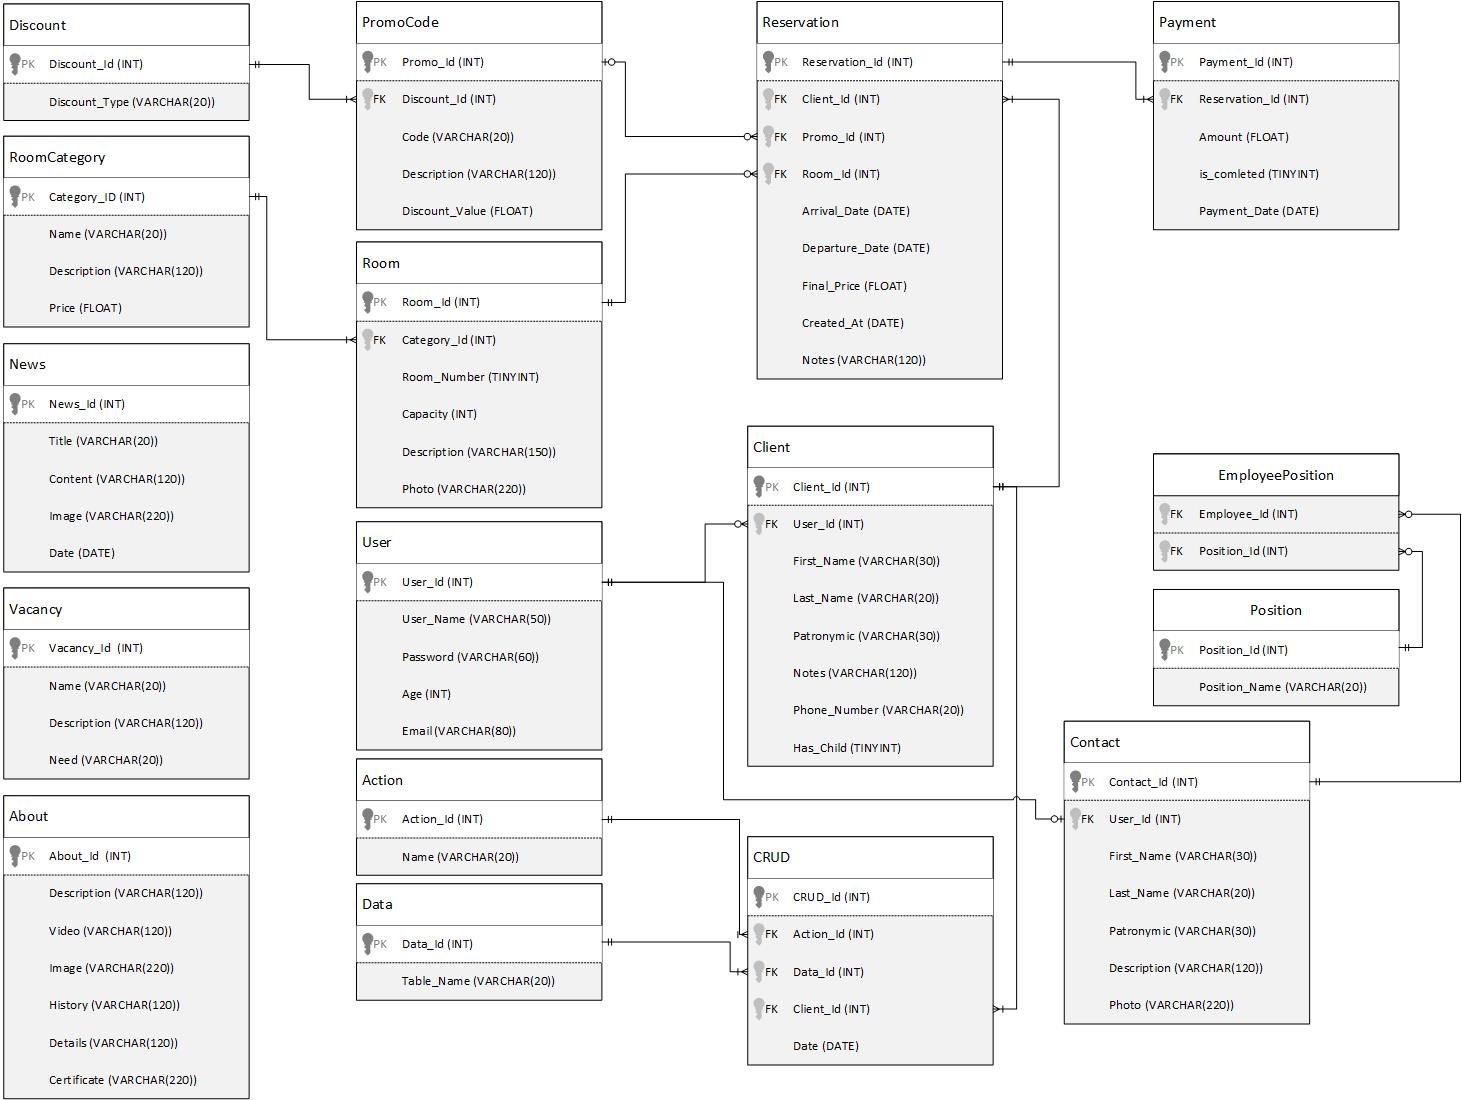 Discount
PK Discount_Id (INT)
Discount_Type (VARCHAR(20))
RoomCategory
PK Category_ID (INT)
Name (VARCHAR(20))
Description (VARCHAR(120))
Price (FLOAT)
News
PK News_Id (INT)
Title (VARCHAR(20))
Content (VARCHAR(120))
Image (VARCHAR(220))
Date (DATE)
Vacancy
PK Vacancy_Id (INT)
Name (VARCHAR(20))
Description (VARCHAR(120))
Need (VARCHAR(20))
About
PK About_Id (INT)
Description (VARCHAR(120))
Video (VARCHAR(120))
Image (VARCHAR(220))
History (VARCHAR(120))
Details (VARCHAR(120))
Certificate (VARCHAR(220))
PromoCode
PK Promo_Id (INT)
FK Discount_Id (INT)
Code (VARCHAR(20))
Description (VARCHAR(120))
Discount_Value (FLOAT)
Room
PK Room_Id (INT)
FK Category_Id (INT)
Room_Number (TINYINT)
Capacity (INT)
Description (VARCHAR(150))
Photo (VARCHAR(220))
User
PK User_Id (INT)
User_Name (VARCHAR(50))
Password (VARCHAR(60))
Age (INT)
Email (VARCHAR(80))
Action
PK Action_Id (INT)
Name (VARCHAR(20))
Data
PK Data_Id (INT)
Table_Name (VARCHAR(20))
Reservation
PK Reservation_Id (INT)
FK Client_Id (INT)
FK Promo_Id (INT)
FK Room_Id (INT)
Arrival_Date (DATE)
Departure_Date (DATE)
Final_Price (FLOAT)
Created_At (DATE)
Notes (VARCHAR(120))
Client
PK Client_Id (INT)
FK User_Id (INT)
First_Name (VARCHAR(30))
Last_Name (VARCHAR(20))
Patronymic (VARCHAR(30))
Notes (VARCHAR(120))
Phone_Number (VARCHAR(20))
Has_Child (TINYINT)
CRUD
PK CRUD_Id (INT)
FK Action_Id (INT)
FK Data_Id (INT)
FK Client_Id (INT)
Date (DATE)
Payment
PK Payment_Id (INT)
FK Reservation_Id (INT)
Amount (FLOAT)
is_comleted (TINYINT)
Payment_Date (DATE)
EmployeePosition
FK Employee_Id (INT)
FK Position_Id (INT)
Position
PK Position_Id (INT)
Position_Name (VARCHAR(20))
Contact
PK Contact_Id (INT)
FK User_Id (INT)
First_Name (VARCHAR(30))
Last_Name (VARCHAR(20))
Patronymic (VARCHAR(30))
Description (VARCHAR(120))
Photo (VARCHAR(220))